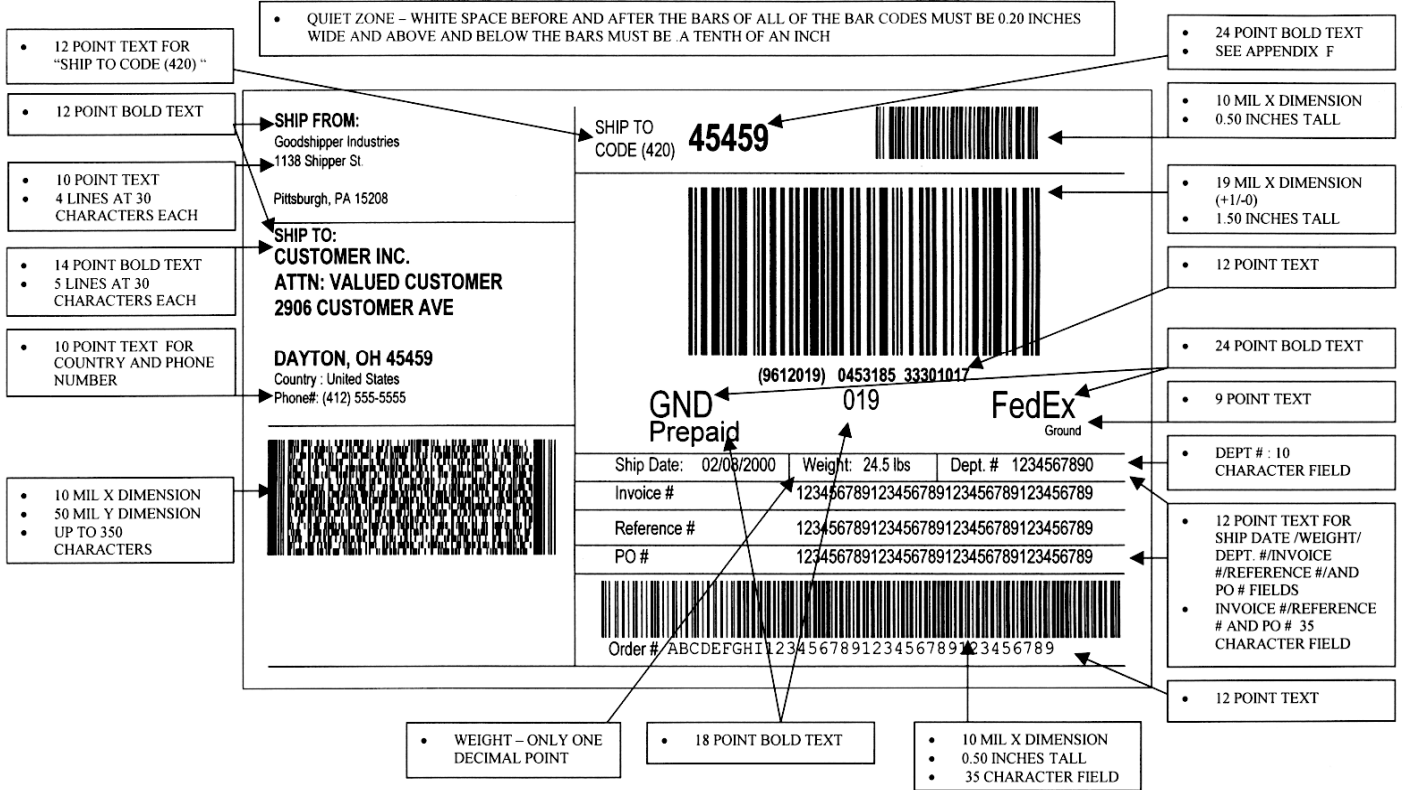 • QUIET ZONE – WHITE SPACE BEFORE AND AFTER THE BARS OF ALL OF THE BAR CODES MUST BE 0.20 INCHES
WIDE AND ABOVE AND BELOW THE BARS MUST BE .A TENTH OF AN INCH
• 12 POINT TEXT FOR
“SHIP TO CODE (420) “
• 12 POINT BOLD TEXT
• 10 POINT TEXT
• 4 LINES AT 30
CHARACTERS EACH
• 14 POINT BOLD TEXT
• 5 LINES AT 30
CHARACTERS EACH
• 10 POINT TEXT FOR
COUNTRY AND PHONE
NUMBER
• 10 MIL X DIMENSION
• 50 MIL Y DIMENSION
• UP TO 350
CHARACTERS
SHIP FROM:
Goodshipper Industries
1138 Shipper St.
Pittsburgh, PA 15208
SHIP TO:
CUSTOMER INC.
ATTN: VALUED CUSTOMER
2906 CUSTOMER AVE
DAYTON, OH 45459
Country : United States
Phone#: (412) 555-5555
SHIP TO
CODE (420) 45459
(9612019) 0453185 33301017
GND 019 FedEx
Prepaid Ground
Ship Date: 02/08/2000 Weight: 24.5 lbs Dept. # 1234567890
Invoice # 123456789123456789123456789123456789
Reference # 123456789123456789123456789123456789
PO # 123456789123456789123456789123456789
Order # ABCDEFGHI123456789123456789123456789
• 24 POINT BOLD TEXT
• SEE APPENDIX F
• 10 MIL X DIMENSION
• 0.50 INCHES TALL
• 19 MIL X DIMENSION
(+1/-0)
• 1.50 INCHES TALL
• 12 POINT TEXT
• 24 POINT BOLD TEXT
• 9 POINT TEXT
• DEPT # : 10
CHARACTER FIELD
• 12 POINT TEXT FOR
SHIP DATE /WEIGHT/
DEPT. #/INVOICE
#/REFERENCE #/AND
PO # FIELDS
• INVOICE #/REFERENCE
# AND PO # 35
CHARACTER FIELD
• 12 POINT TEXT
• WEIGHT – ONLY ONE
DECIMAL POINT
• 18 POINT BOLD TEXT
• 10 MIL X DIMENSION
• 0.50 INCHES TALL
• 35 CHARACTER FIELD